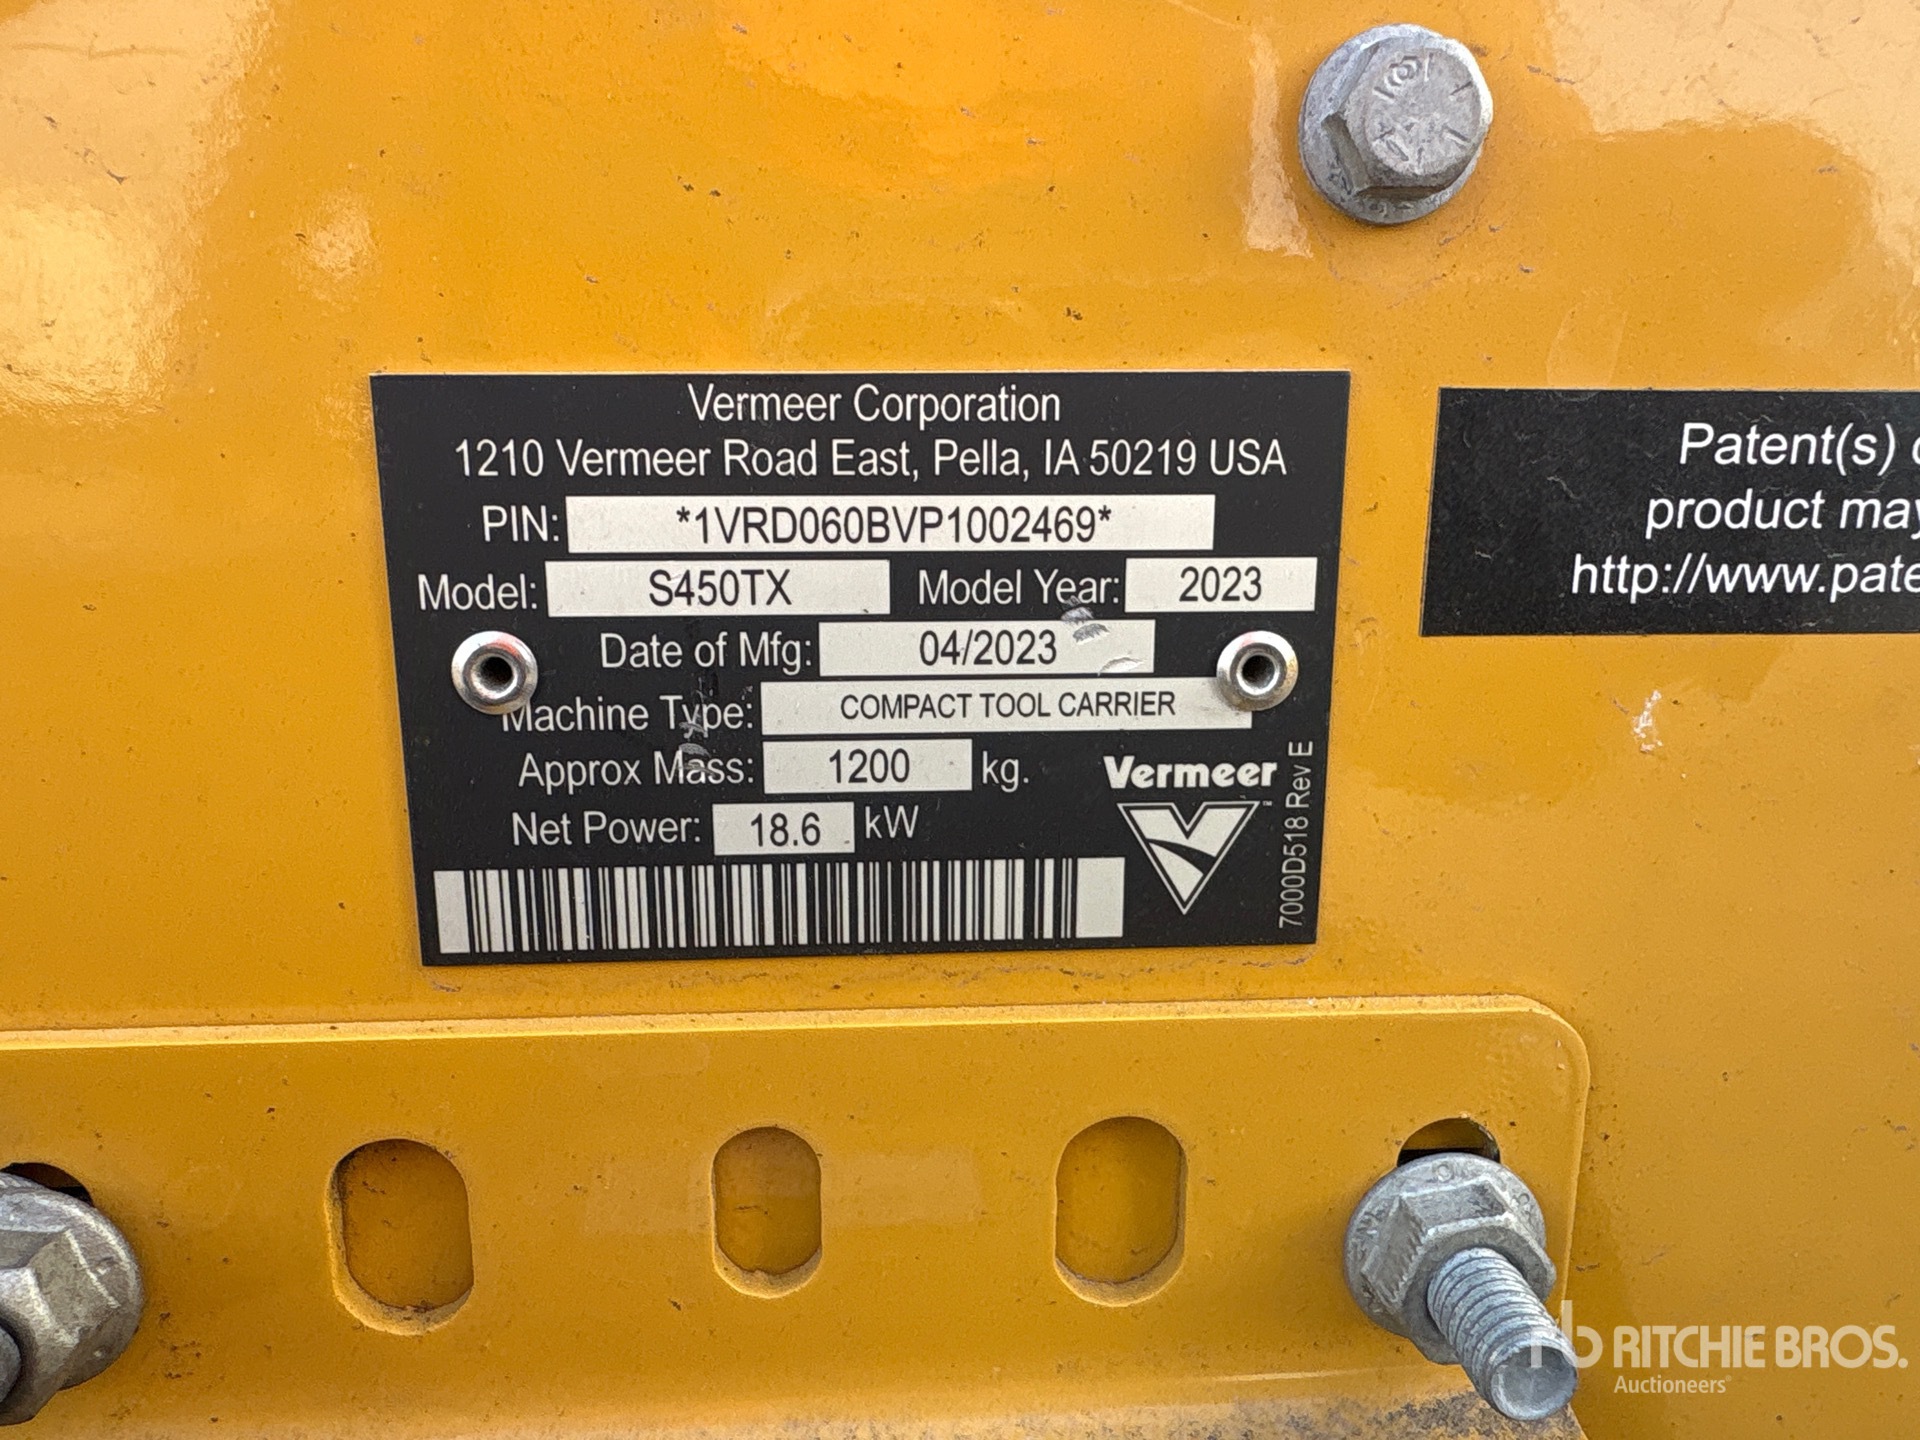 Vermeer Corporation
1210 Vermeer Road East, Pella, IA 50219 USA
PIN: *1VRD060BVP1002469*
Model: S450TX Model Year: 2023
Date of Mfg: 04/2023
Machine Type: COMPACT TOOL CARRIER
Approx Mass: 1200 kg.
Net Power: 18.6 kW
Vermeer
™
7000D518 Rev E
Patent(s)
product may
http://www.pate
rb RITCHIE BROS.
Auctioneers